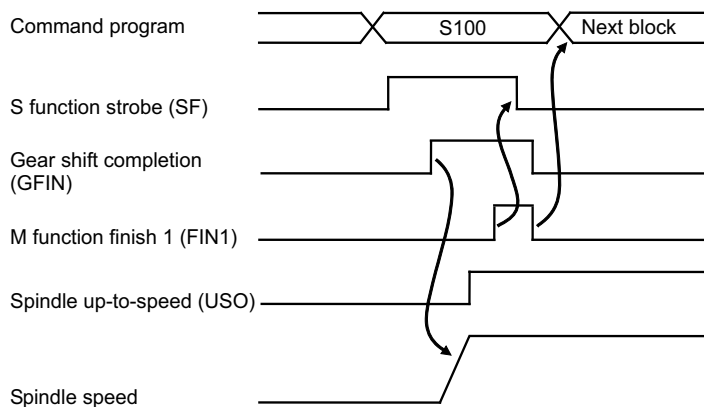 Command program
S100
Next block
S function strobe (SF)
Gear shift completion
(GFIN)
M function finish 1 (FIN1)
Spindle up-to-speed (USO)
Spindle speed